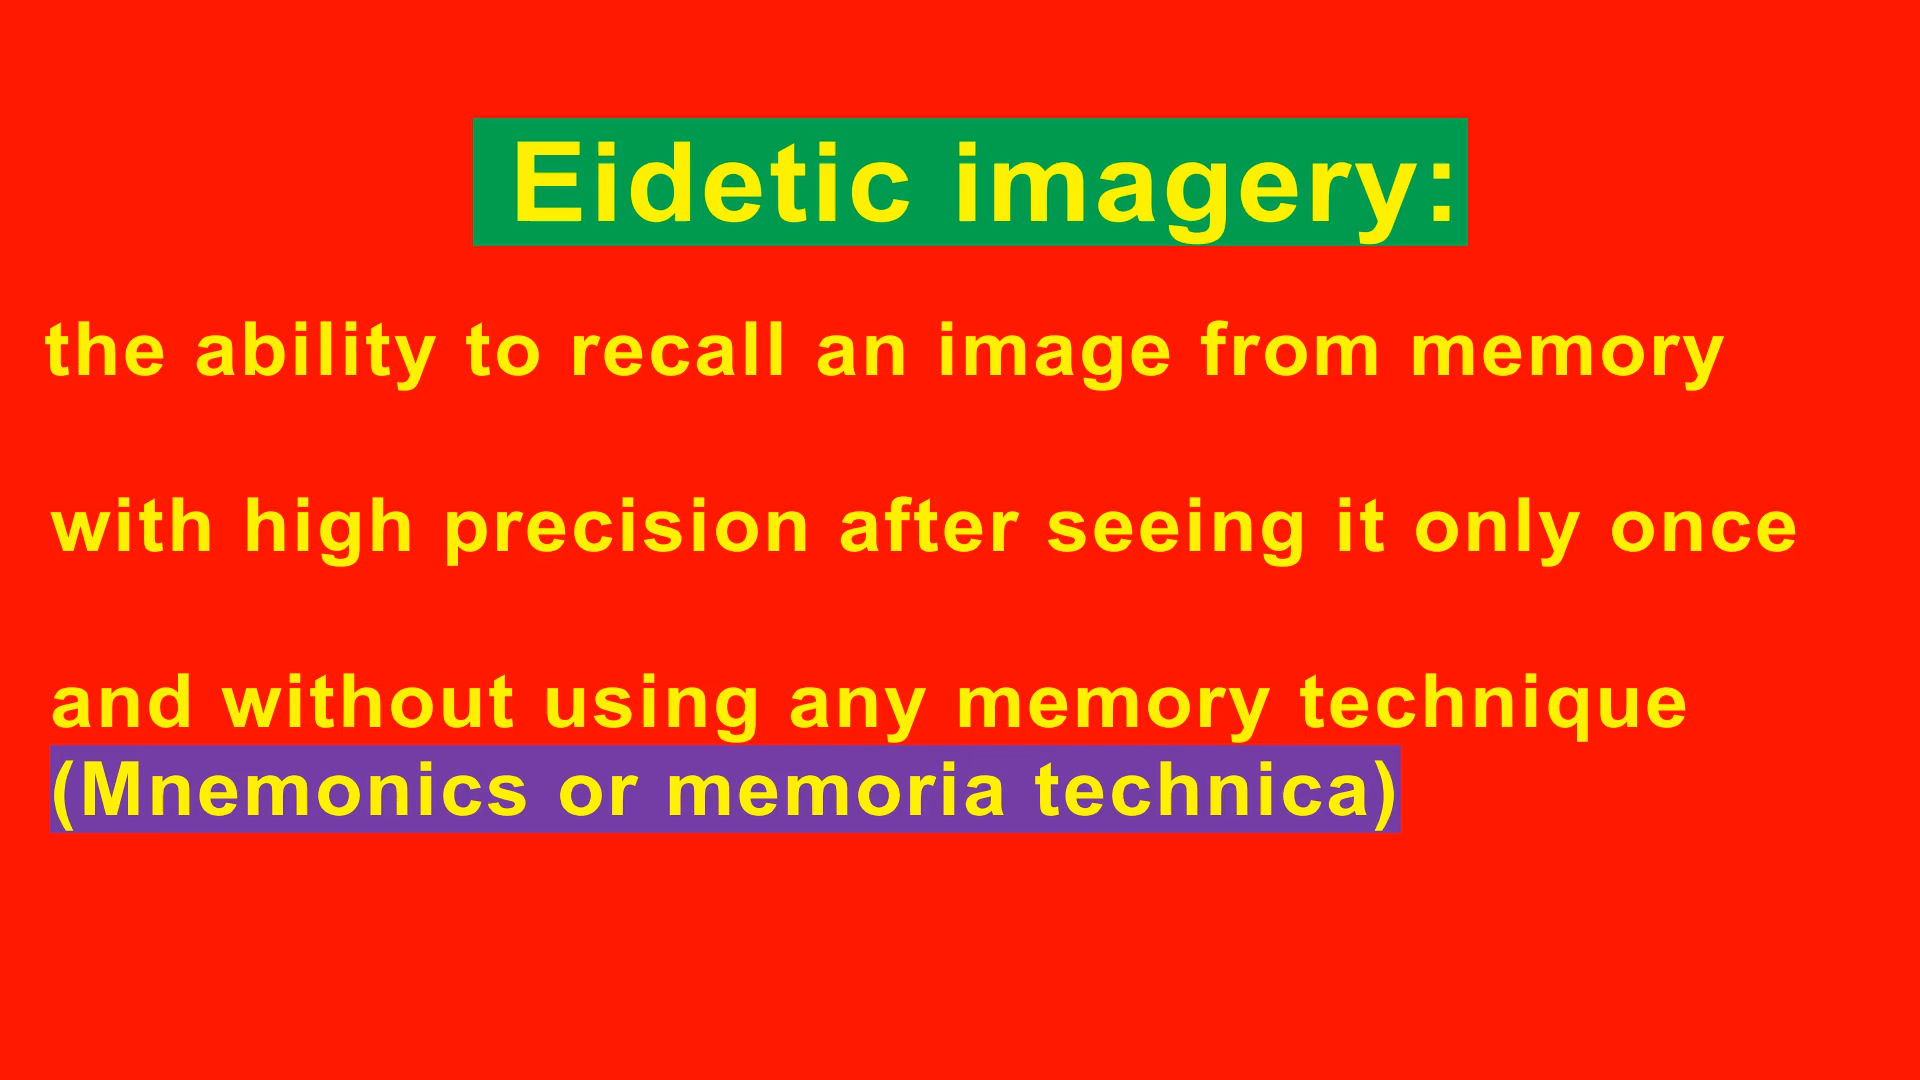 Eidetic imagery:
the ability to recall an image from memory
with high precision after seeing it only once
and without using any memory technique
(Mnemonics or memoria technica)